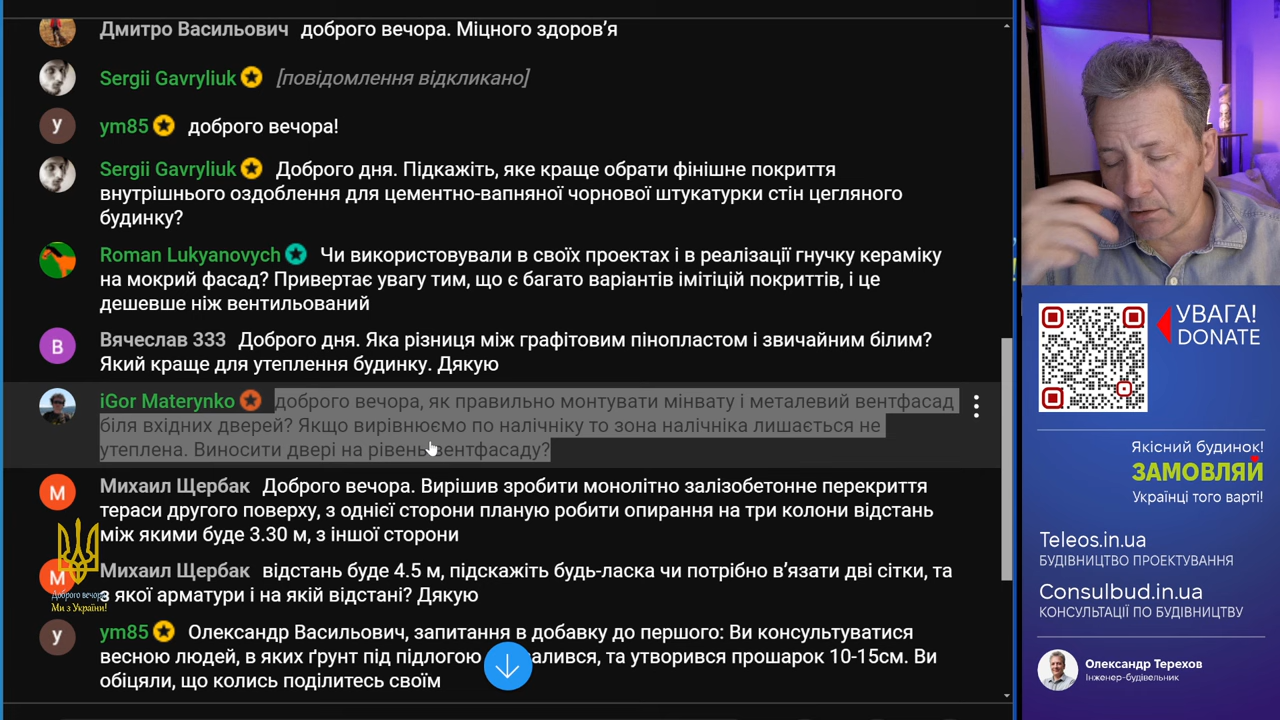 Дмитро Васильович доброго вечора. Міцного здоров’я
Sergii Gavryliuk [повідомлення відкликано]
У ym85 доброго вечора!
Sergii Gavryliuk Доброго дня. Підкажіть, яке краще обрати фінішне покриття
внутрішнього оздоблення для цементно-вапняної чорнової штукатурки стін цегляного
будинку?
Roman Lukyanovych Чи використовували в своїх проектах і в реалізації гнучку кераміку
на мокрий фасад? Привертає увагу тим, що є багато варіантів імітіцій покриттів, і це
дешевше ніж вентильований
В Вячеслав 333 Доброго дня. Яка різниця між графітовим пінопластом і звичайним білим?
Який краще для утеплення будинку. Дякую
iGor Materynko доброго вечора, як правильно монтувати мінвату і металевий вентфасад
біля вхідних дверей? Якщо вирівнюємо по налічніку то зона налічніка лишається не
утеплена. Виносити двері на рівень вентфасаду?
М Михаил Щербак Доброго вечора. Вирішив зробити монолітно залізобетонне перекриття
тераси другого поверху, з однієї сторони планую робити опирання на три колони відстань
між якими буде 3.30 м, з іншої сторони
М Михаил Щербак відстань буде 4.5 м, підскажіть будь-ласка чи потрібно в’язати дві сітки, та
з якої арматури і на якій відстані? Дякую
Доброго вечора
Ми з України!
У ym85 Олександр Васильович, запитання в добавку до першого: Ви консультуватися
весною людей, в яких ґрунт під підлогою алився, та утворився прошарок 10-15см. Ви
обіцяли, що колись поділитесь своїм
УВАГА!
DONATE
Якісний будинок!
ЗАМОВЛЯЙ
Українці того варті!
Teleos.in.ua
БУДІВНИЦТВО ПРОЕКТУВАННЯ
Consulbud.in.ua
КОНСУЛЬТАЦІЇ ПО БУДІВНИЦТВУ
Олександр Терехов
Інженер-будівельник